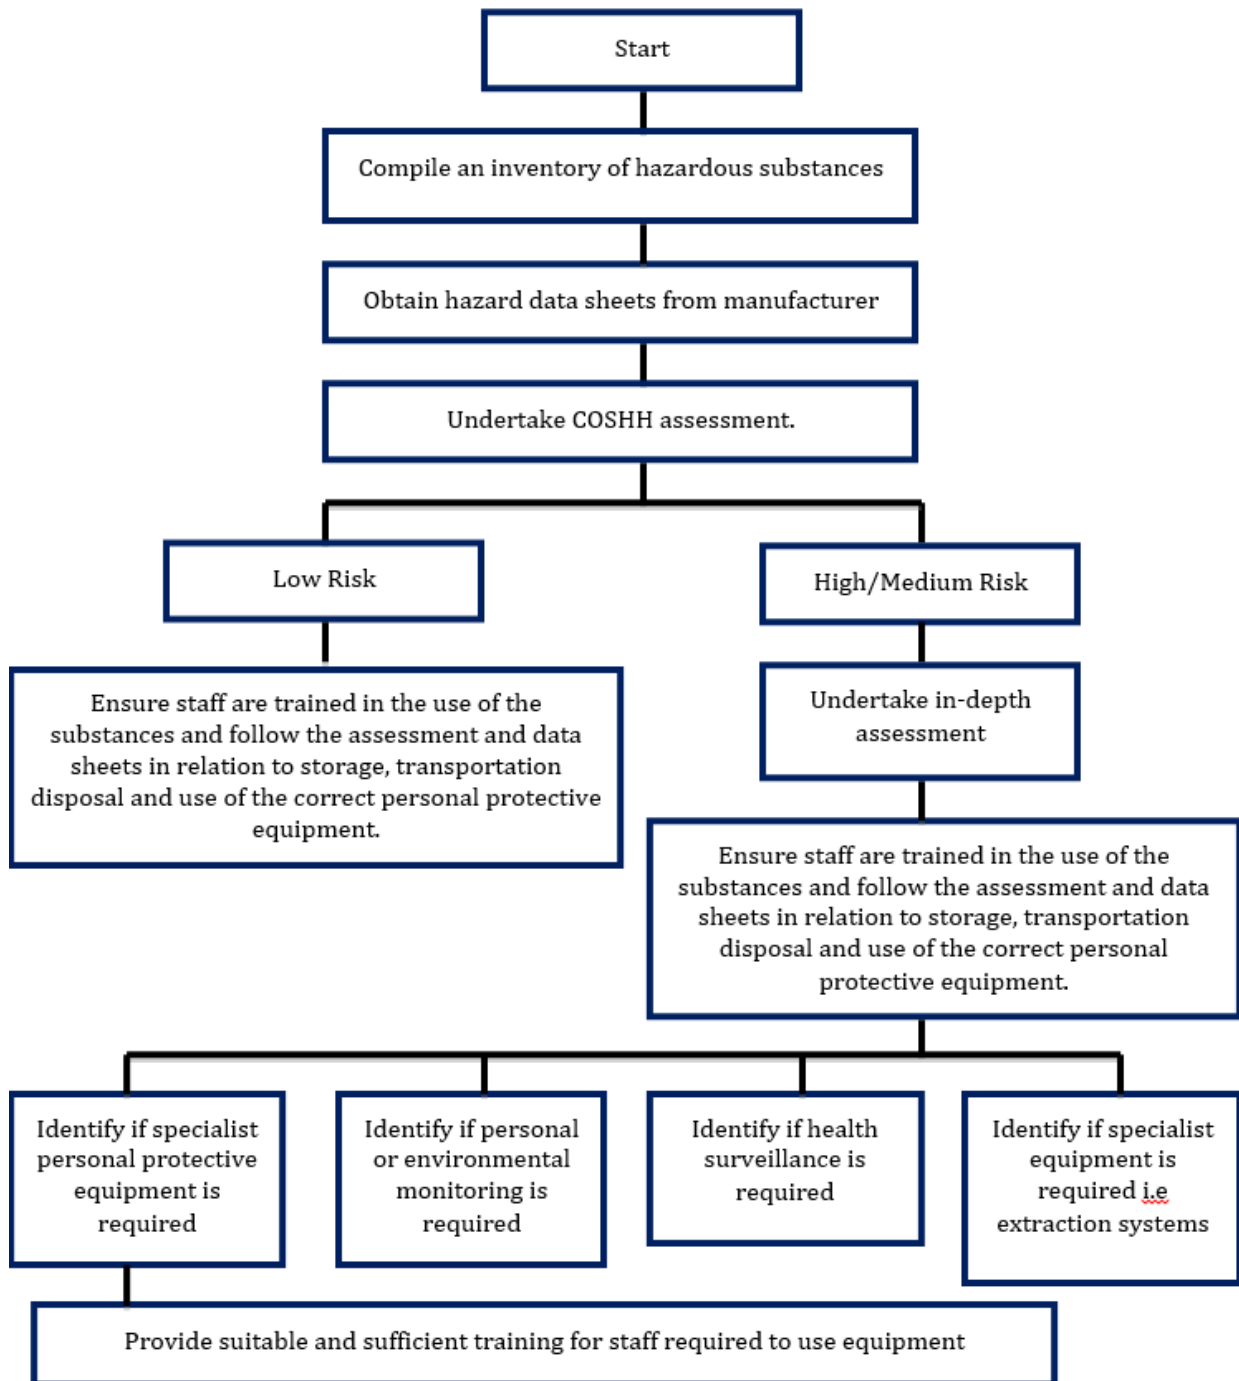 Start
Compile an inventory of hazardous substances
Obtain hazard data sheets from manufacturer
Undertake COSHH assessment.
Low Risk
High/Medium Risk
Ensure staff are trained in the use of the
substances and follow the assessment and data
sheets in relation to storage, transportation
disposal and use of the correct personal protective
equipment.
Undertake in-depth
assessment
Ensure staff are trained in the use of the
substances and follow the assessment and data
sheets in relation to storage, transportation
disposal and use of the correct personal
protective equipment.
Identify if specialist
personal protective
equipment is
required
Identify if personal
or environmental
monitoring is
required
Identify if health
surveillance is
required
Identify if specialist
equipment is
required i.e
extraction systems
Provide suitable and sufficient training for staff required to use equipment